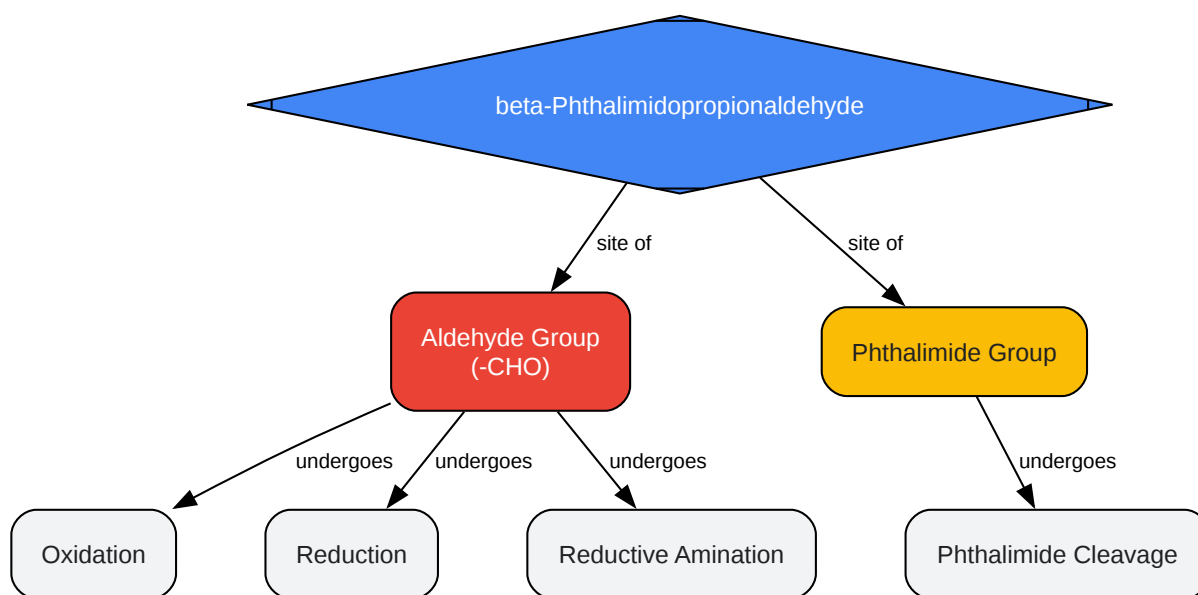 beta-Phthalimidopropionaldehyde
site of
site of
Aldehyde Group
(-CHO)
Phthalimide Group
undergoes
undergoes
undergoes
undergoes
Oxidation
Reduction
Reductive Amination
Phthalimide Cleavage